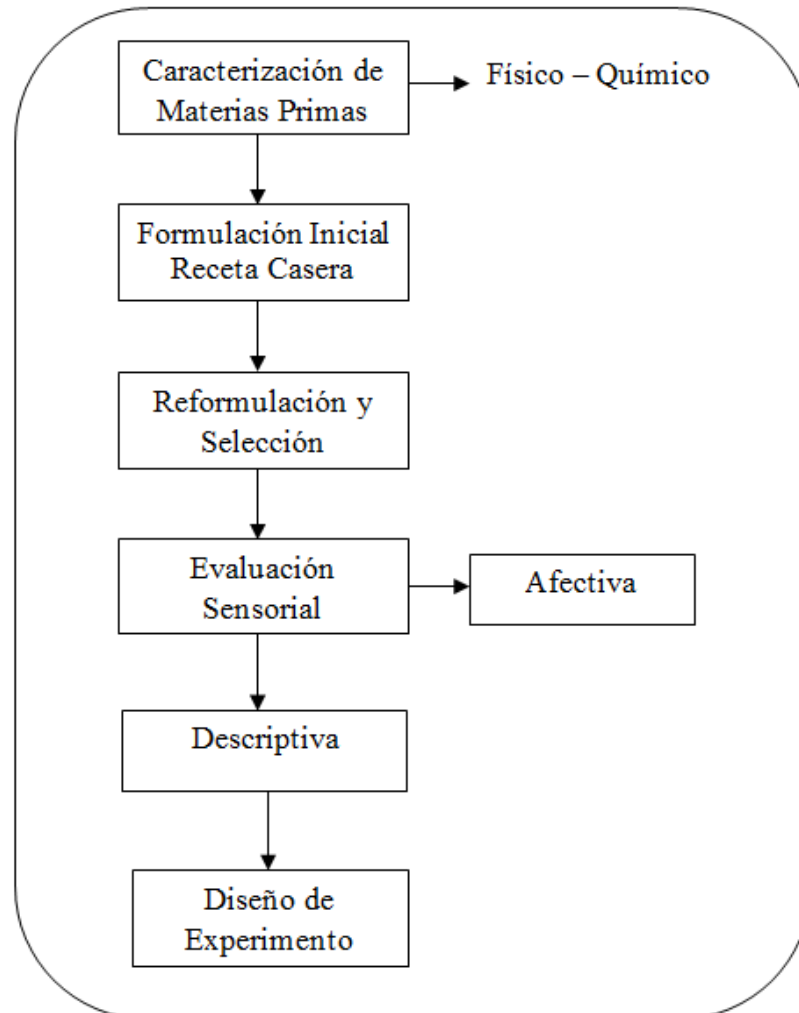 Caracterización de
Materias Primas
Físico – Químico
Formulación Inicial
Receta Casera
Reformulación y
Selección
Evaluación
Sensorial
Afectiva
Descriptiva
Diseño de
Experimento